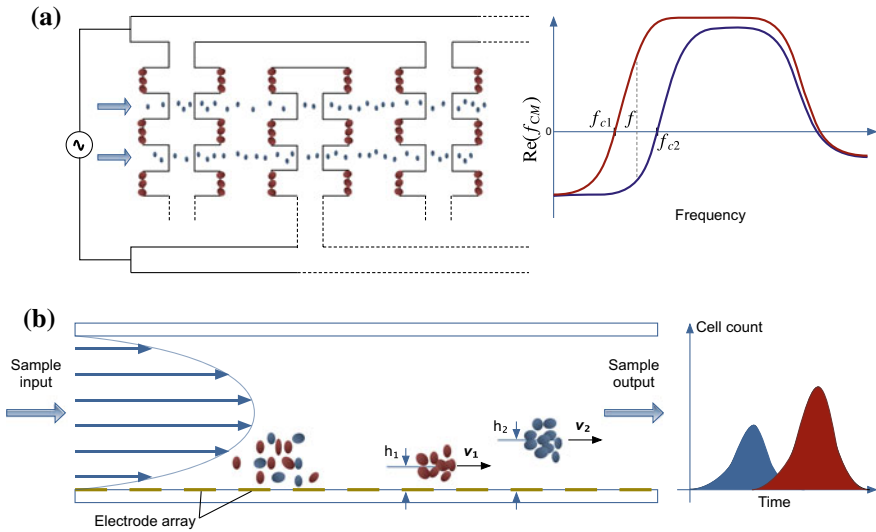 (a)
∿
Re(f_CM)
0
f_c1
f
f_c2
Frequency
(b)
Sample
input
h₁
v₁
h₂
v₂
Sample
output
Electrode array
Cell count
Time